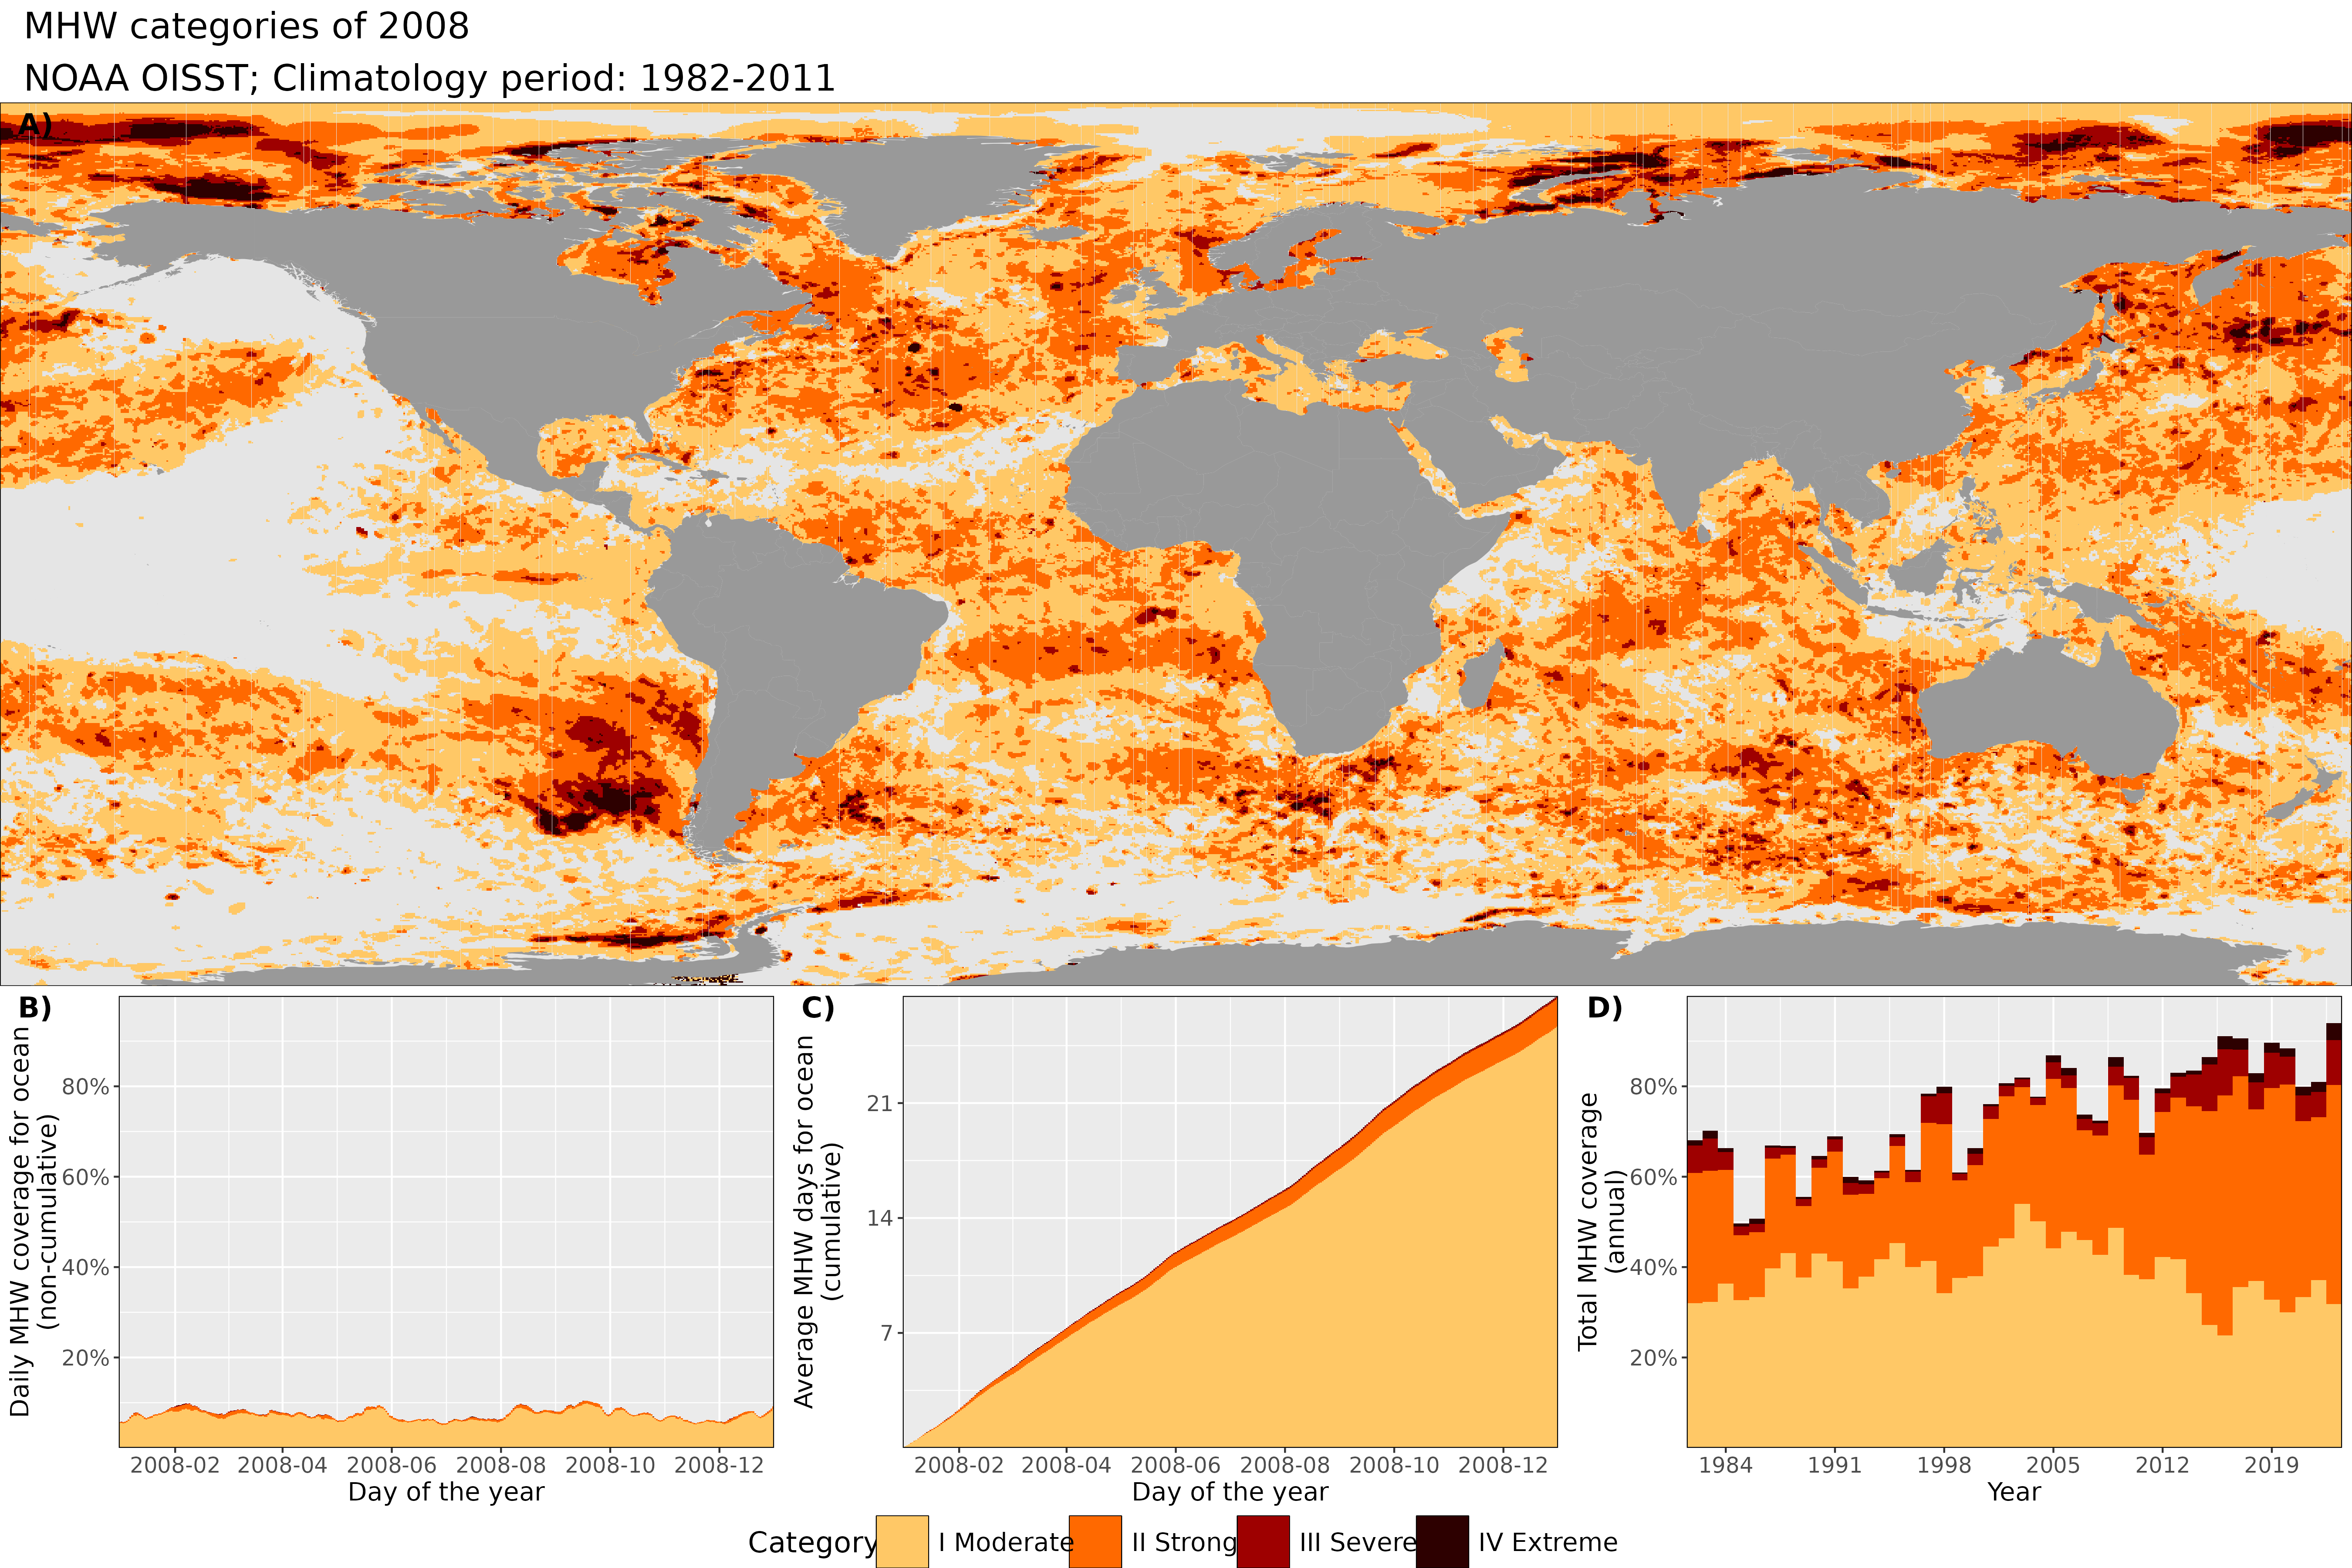 MHW categories of 2008
NOAA OISST; Climatology period: 1982-2011
A)
B)
Daily MHW coverage for ocean
(non-cumulative)
80%
60%
40%
20%
2008-02 2008-04 2008-06 2008-08 2008-10 2008-12
Day of the year
C)
Average MHW days for ocean
(cumulative)
21
14
7
2008-02 2008-04 2008-06 2008-08 2008-10 2008-12
Day of the year
D)
Total MHW coverage
(annual)
80%
60%
40%
20%
1984 1991 1998 2005 2012 2019
Year
Category I Moderate II Strong III Severe IV Extreme